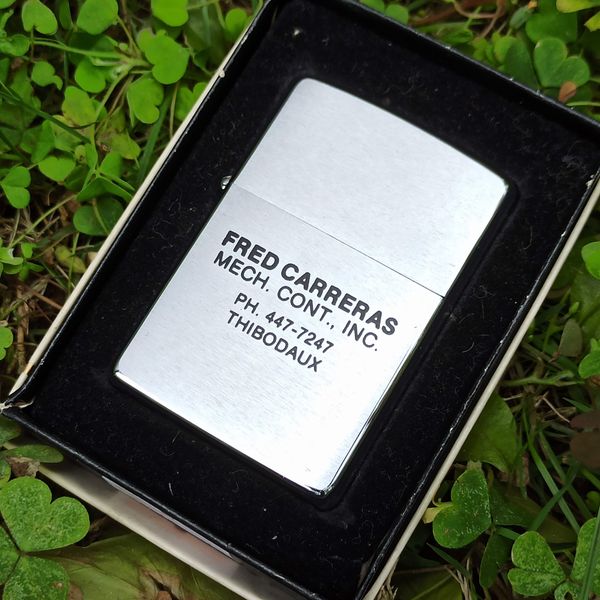 FRED CARRERAS
MECH. CONT., INC.
PH. 447-7247
THIBODAUX